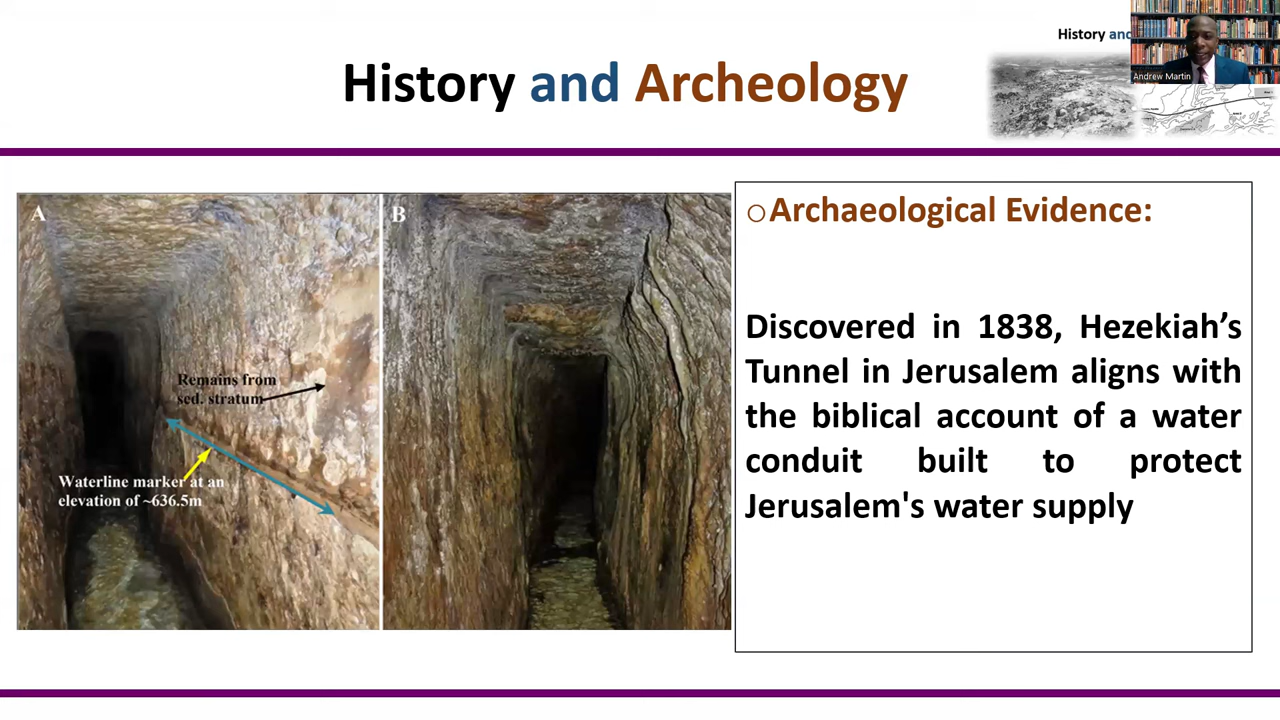 History and Archeology
History and
Andrew Martin
A
Remains from
sed. stratum
Waterline marker at an
elevation of ~636.5m
B
oArchaeological Evidence:
Discovered in 1838, Hezekiah’s
Tunnel in Jerusalem aligns with
the biblical account of a water
conduit built to protect
Jerusalem's water supply